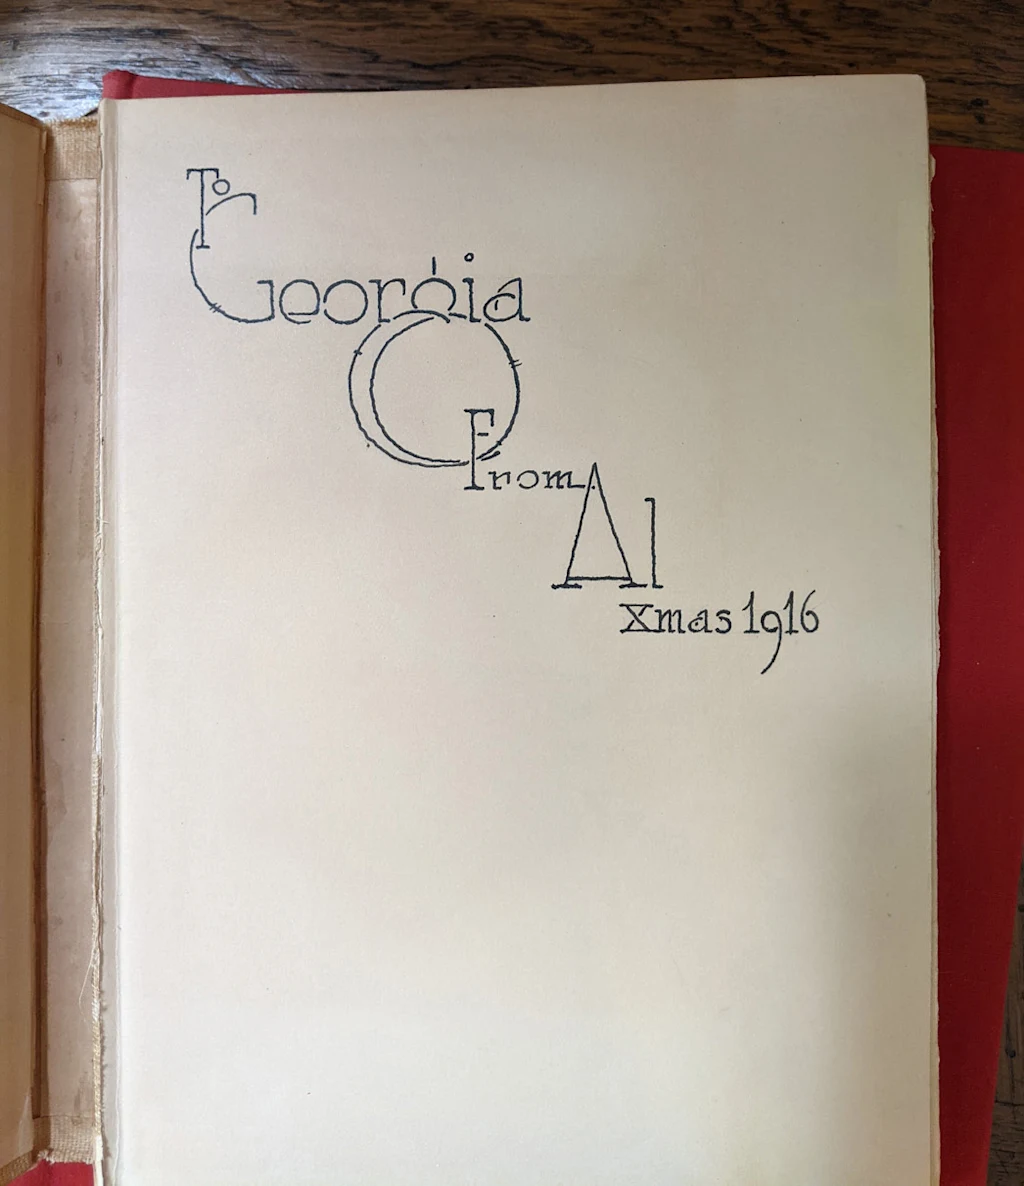 To
Georgia
From
Al
Xmas 1916